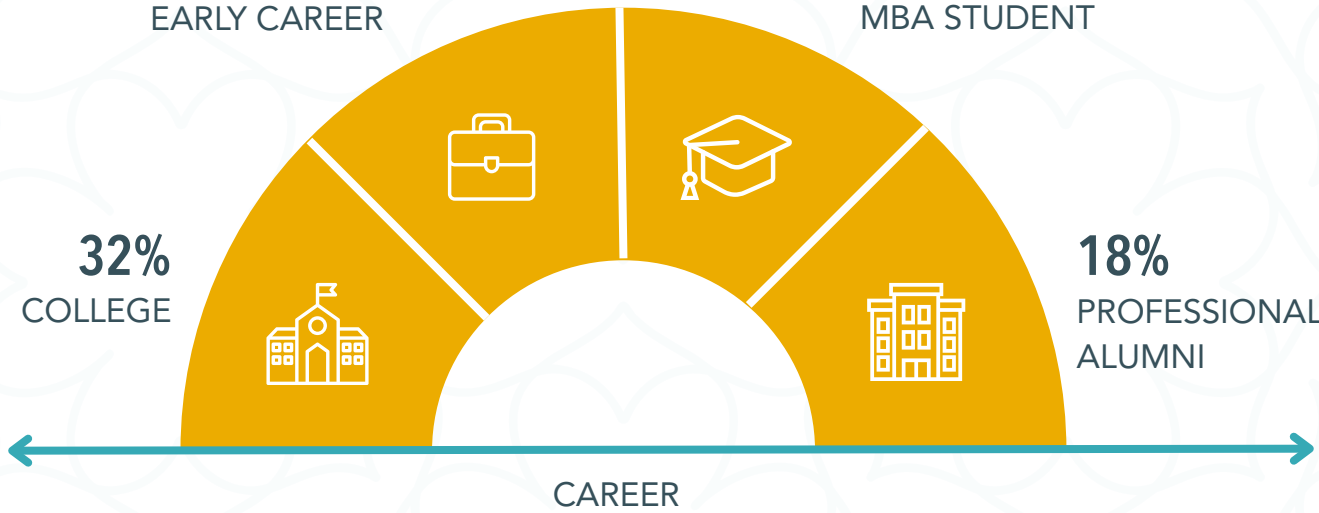 EARLY CAREER
MBA STUDENT
32%
COLLEGE
18%
PROFESSIONAL
ALUMNI
CAREER